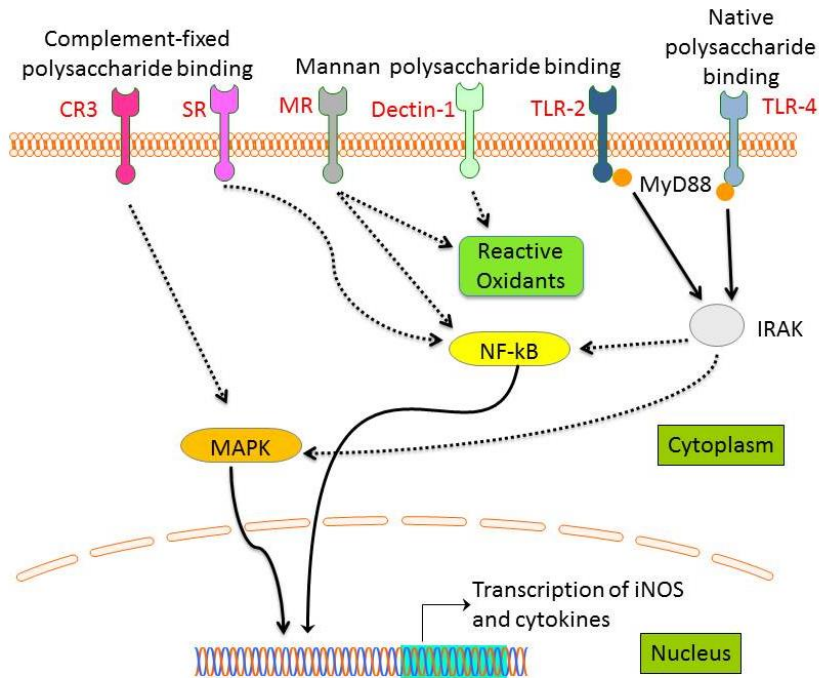 Complement-fixed
polysaccharide binding
Mannan polysaccharide binding
Native
polysaccharide
binding
CR3
SR
MR
Dectin-1
TLR-2
TLR-4
MyD88
Reactive
Oxidants
IRAK
NF-kB
MAPK
Cytoplasm
Transcription of iNOS
and cytokines
Nucleus